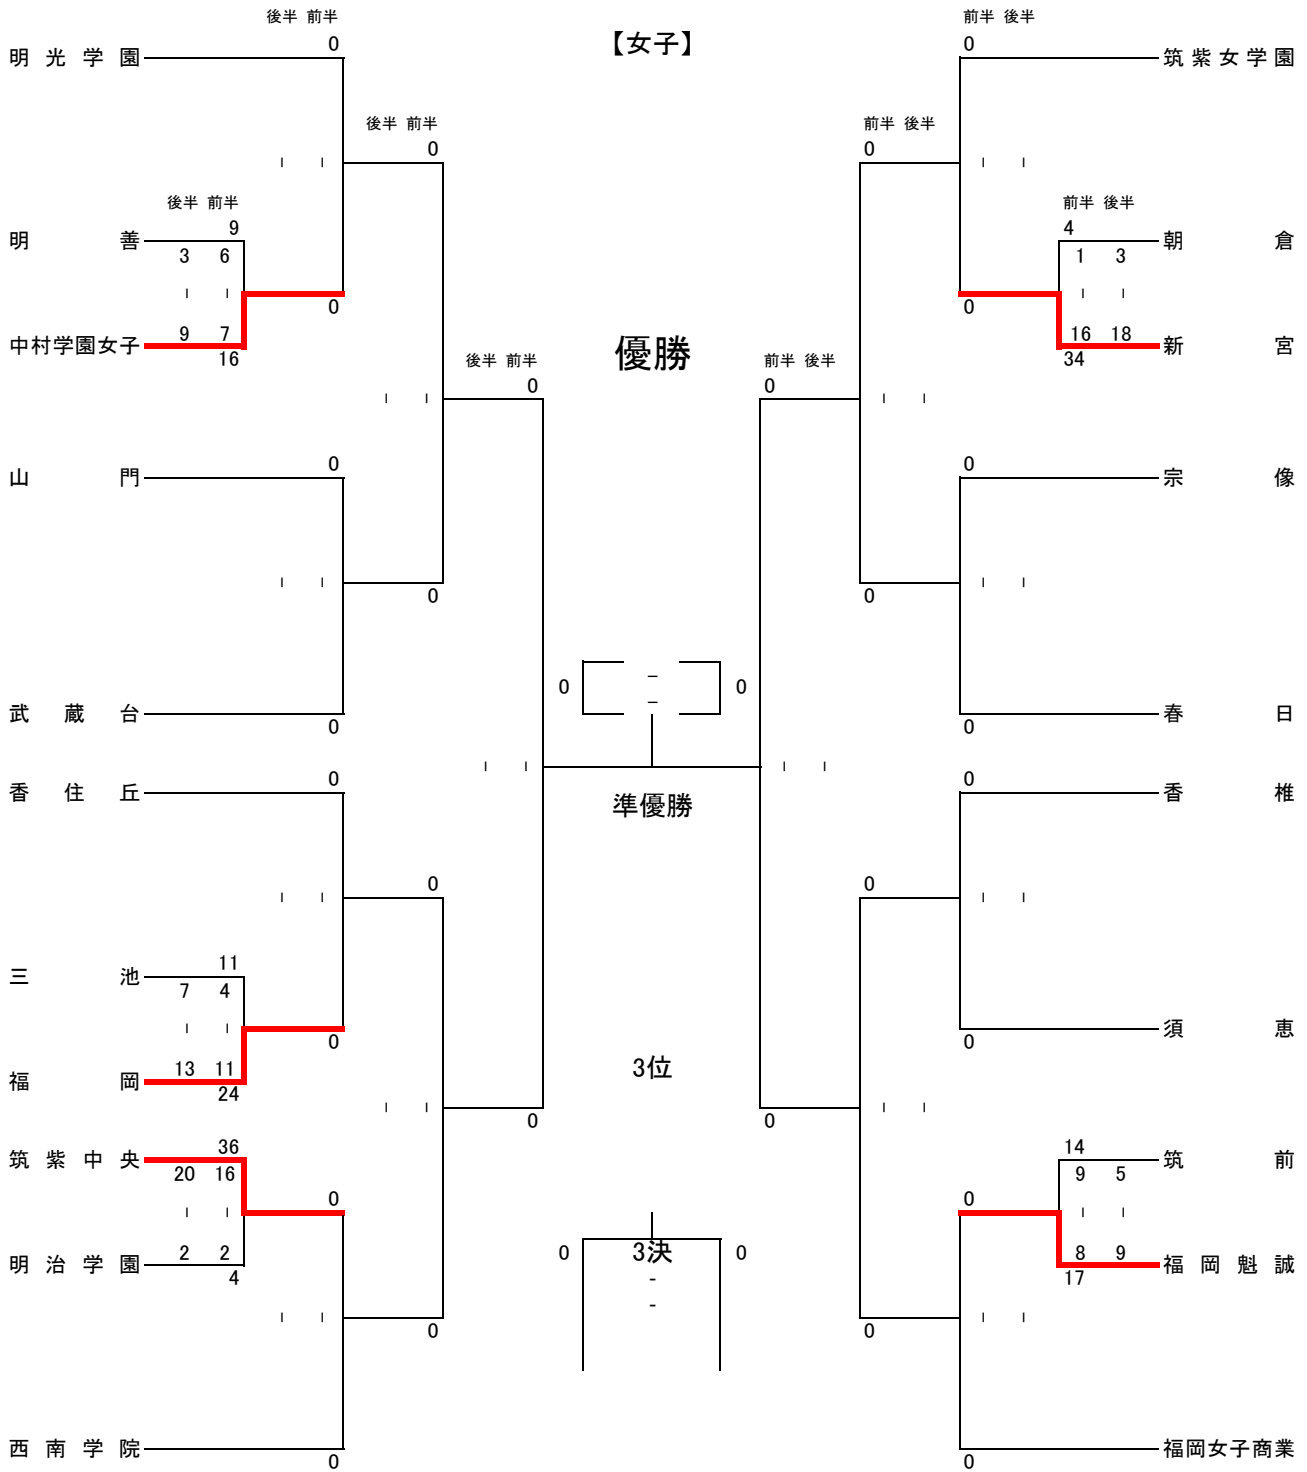 後半 前半
前半 後半
0
【女子】
0
明光学園
筑紫女学園
後半 前半
前半 後半
0
0
- -
- -
後半 前半
前半 後半
9
4
明善
朝倉
3 6
1 3
- -
- -
0
0
9 7
16 18
中村学園女子
優勝
新宮
16
34
後半 前半
前半 後半
0
0
- -
- -
0
0
山門
宗像
- -
- -
0
0
-
0
0
-
武蔵台
春日
0
0
- -
- -
0
0
香住丘
準優勝
香椎
0
0
- -
- -
11
三池
7 4
- -
須恵
0
0
3位
13 11
福岡
24
- -
- -
0
0
36
14
筑紫中央
筑前
20 16
9 5
0
0
- -
- -
2 2
0
3決
0
8 9
明治学園
福岡魁誠
4
17
-
-
- -
- -
0
0
西南学院
福岡女子商業
0
0